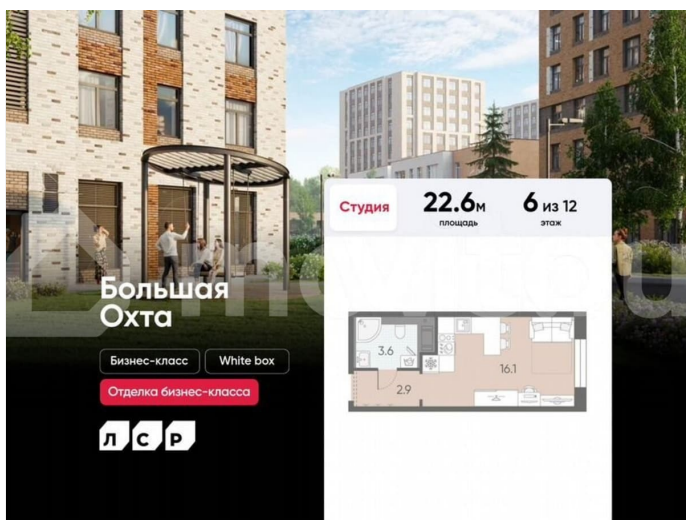 Студия
22.6м
площадь
6 из 12
этаж
Большая
Охта
Бизнес-класс
White box
Отделка бизнес-класса
ЛСР
3.6
2.9
16.1